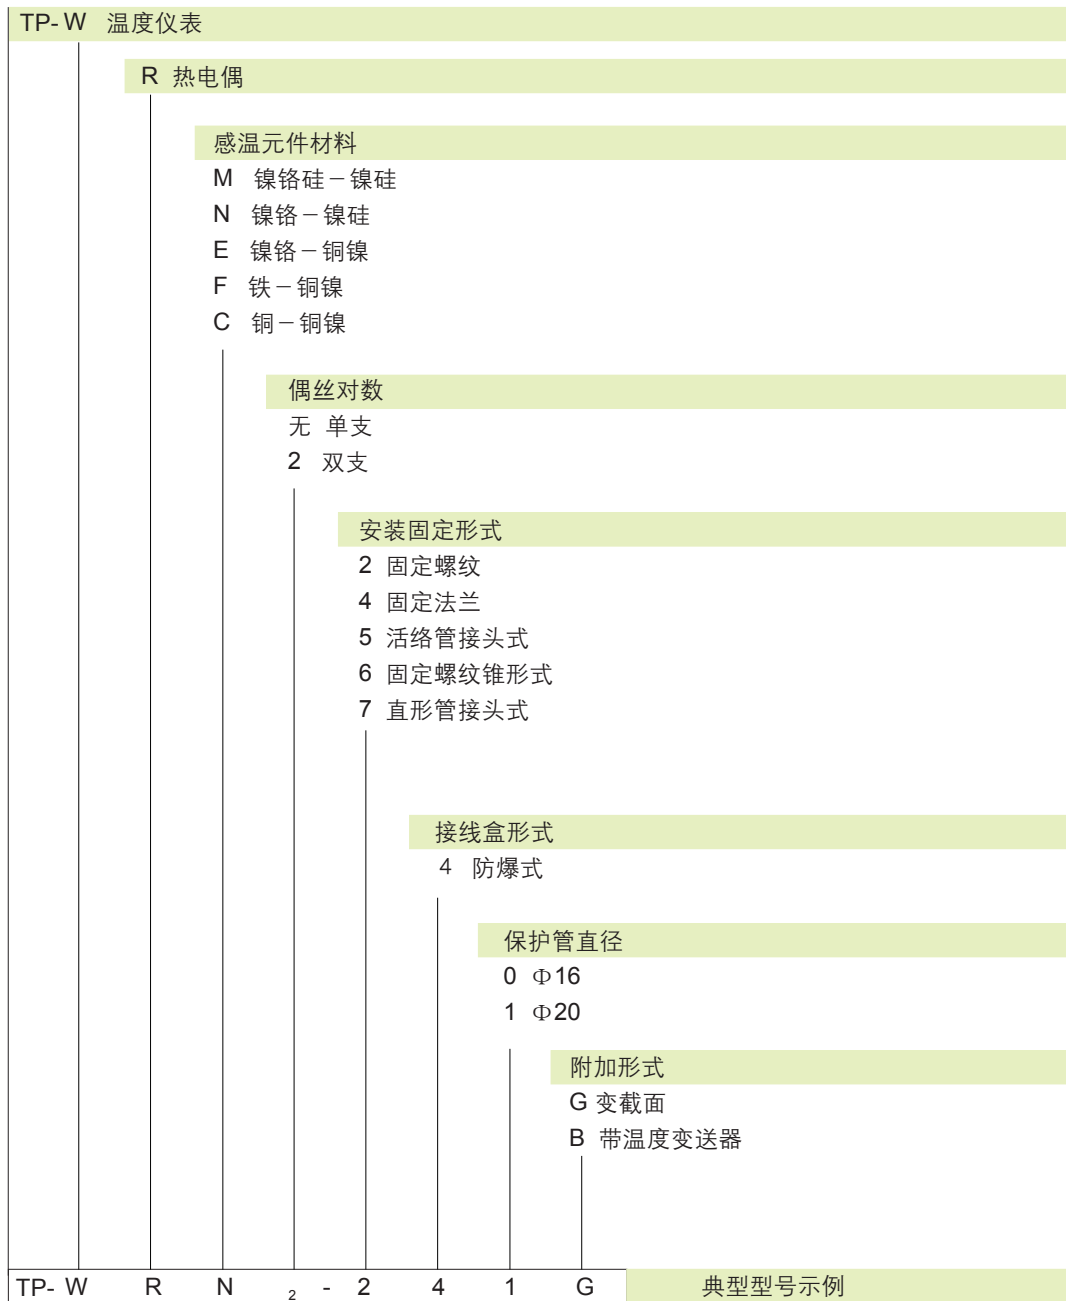 TP- W 温度仪表
R 热电偶
感温元件材料
M 镍铬硅－镍硅
N 镍铬－镍硅
E 镍铬－铜镍
F 铁－铜镍
C 铜－铜镍
偶丝对数
无 单支
2 双支
安装固定形式
2 固定螺纹
4 固定法兰
5 活络管接头式
6 固定螺纹锥形式
7 直形管接头式
接线盒形式
4 防爆式
保护管直径
0 Φ16
1 Φ20
附加形式
G 变截面
B 带温度变送器
TP- W R N 2 - 2 4 1 G 典型型号示例